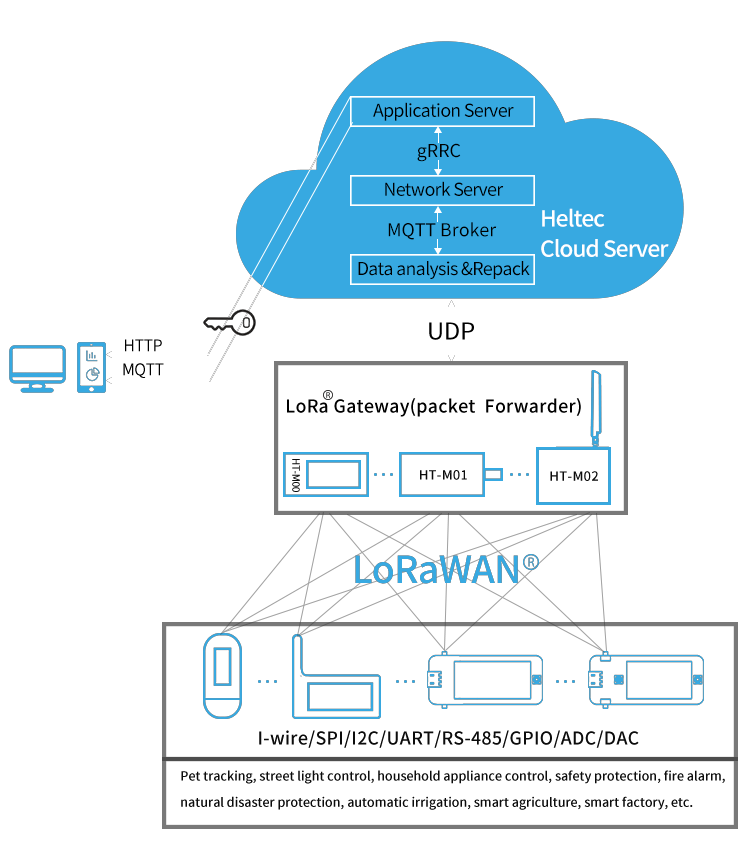 Application Server
gRRC
Network Server
MQTT Broker
Data analysis &Repack
Heltec
Cloud Server
UDP
HTTP
MQTT
LoRa® Gateway(packet Forwarder)
HT-M00
HT-M01
HT-M02
LoRaWAN®
I-wire/SPI/I2C/UART/RS-485/GPIO/ADC/DAC
Pet tracking, street light control, household appliance control, safety protection, fire alarm,
natural disaster protection, automatic irrigation, smart agriculture, smart factory, etc.